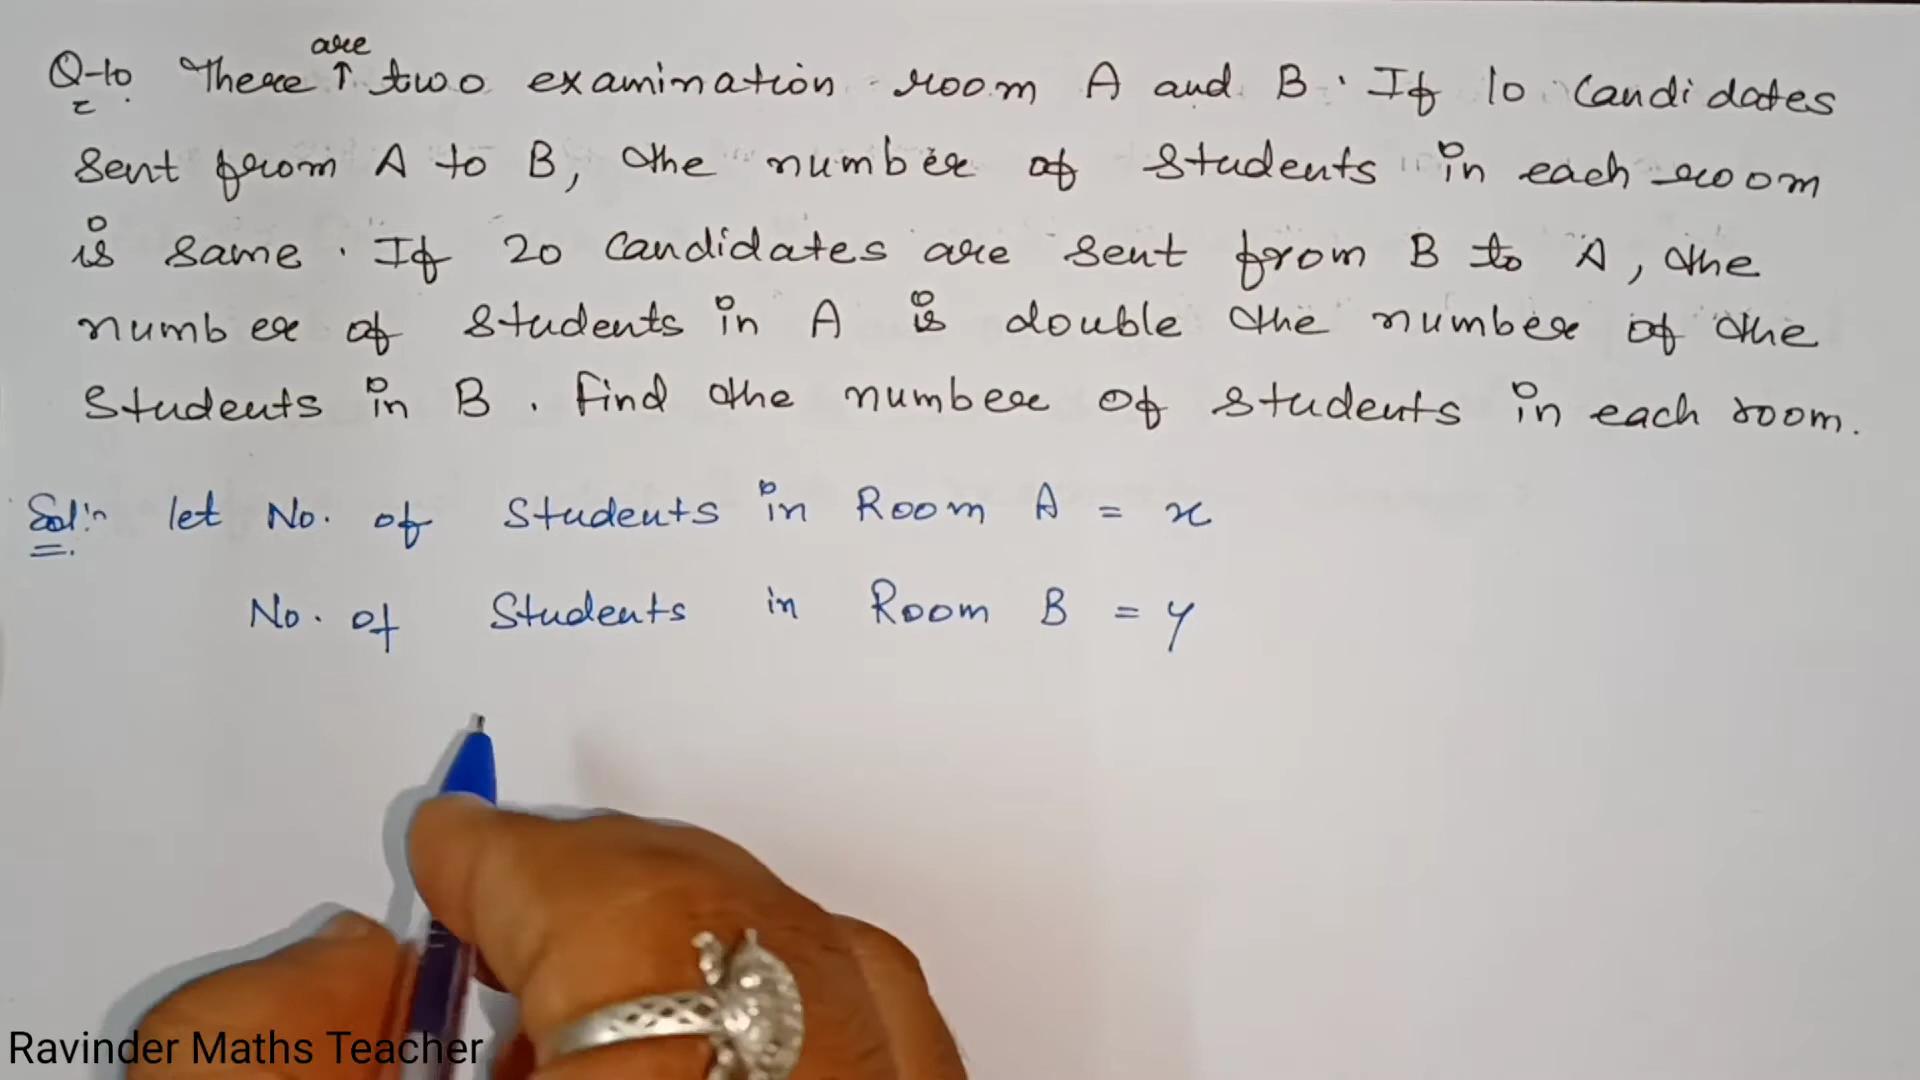 Q-10. There are ↑ two examination room A and B. If 10 Candidates
Sent from A to B, the number of Students in each room
is same. If 20 Candidates are sent from B to A, the
number of Students in A is double the number of the
Students in B. Find the number of students in each room.
Sol:n let No. of Students in Room A = x
No. of Students in Room B = y
Ravinder Maths Teacher